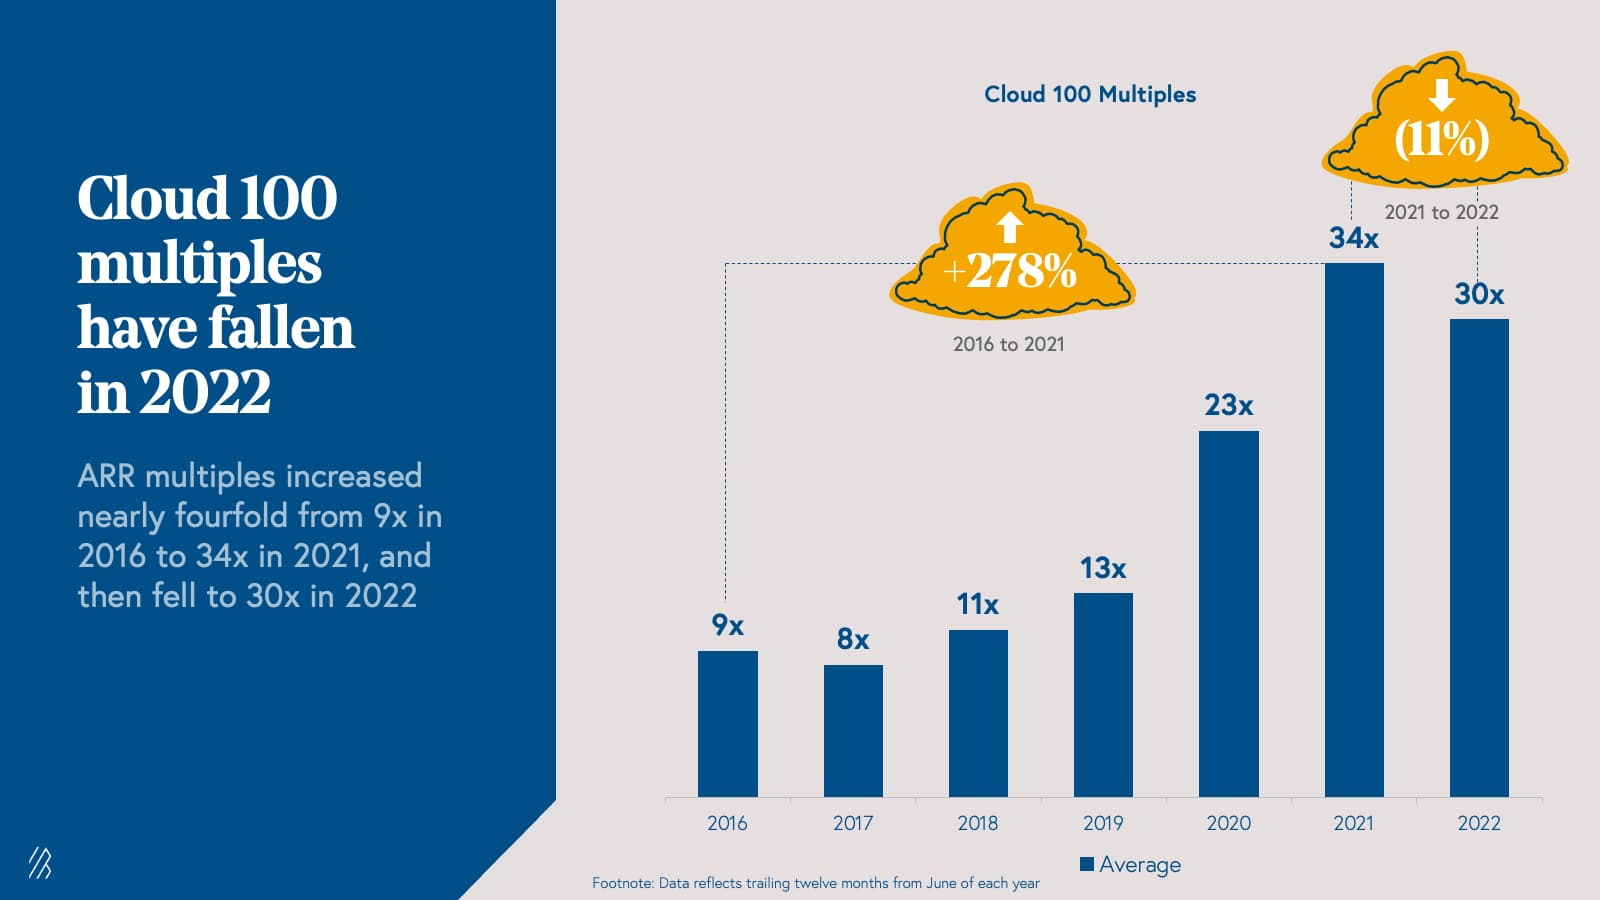 Cloud 100
multiples
have fallen
in 2022
ARR multiples increased
nearly fourfold from 9x in
2016 to 34x in 2021, and
then fell to 30x in 2022
Cloud 100 Multiples
(11%)
2021 to 2022
+278%
2016 to 2021
9x
8x
11x
13x
23x
34x
30x
2016
2017
2018
2019
2020
2021
2022
Average
Footnote: Data reflects trailing twelve months from June of each year